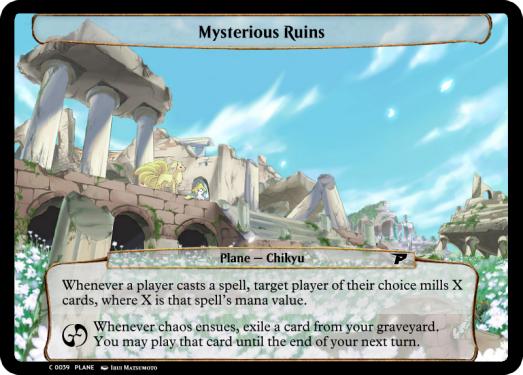 Mysterious Ruins
Plane — Chikyu
Whenever a player casts a spell, target player of their choice mills X
cards, where X is that spell's mana value.
Whenever chaos ensues, exile a card from your graveyard.
You may play that card until the end of your next turn.
C 0039 PLANE Ibui Matsumoto